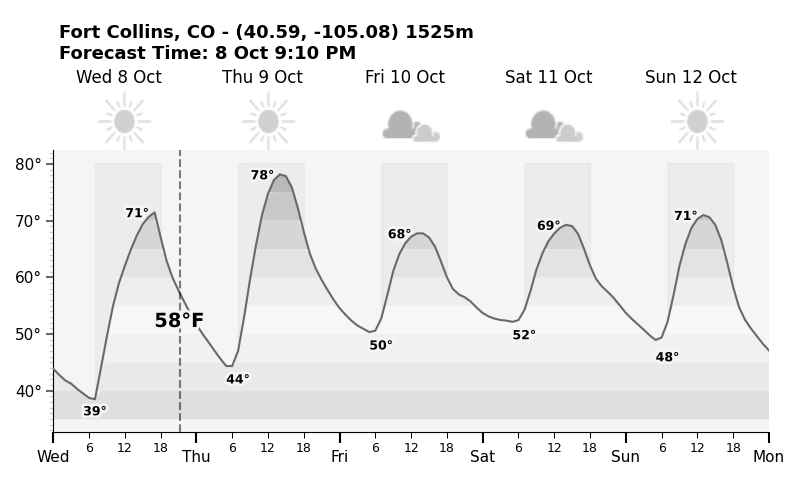 Fort Collins, CO - (40.59, -105.08) 1525m
Forecast Time: 8 Oct 9:10 PM
Wed 8 Oct Thu 9 Oct Fri 10 Oct Sat 11 Oct Sun 12 Oct
80°
78°
71° 71°
70°
69°
68°
60°
58°F
52°
50°
50°
48°
44°
40°
39°
6 12 18 6 12 18 6 12 18 6 12 18 6 12 18
Wed Thu Fri Sat Sun Mon